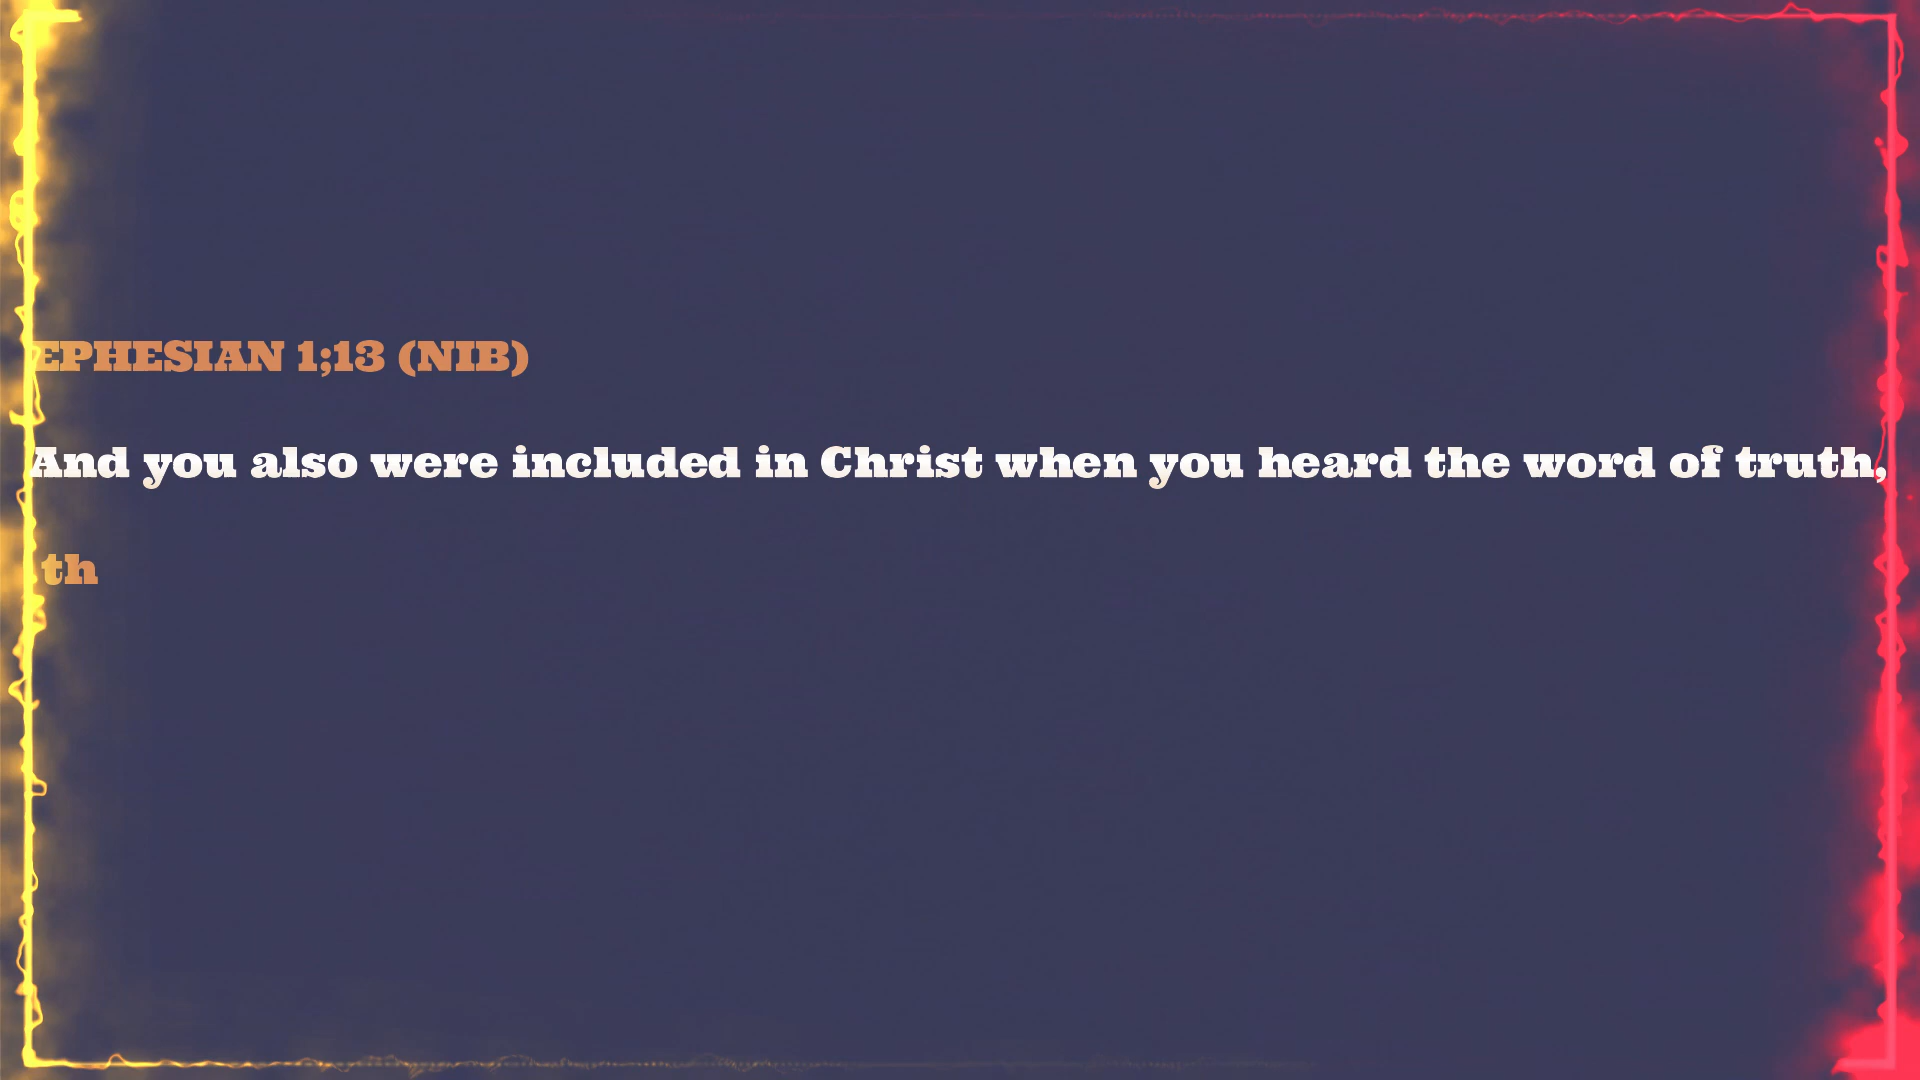 EPHESIAN 1;13 (NIB)
And you also were included in Christ when you heard the word of truth,
th